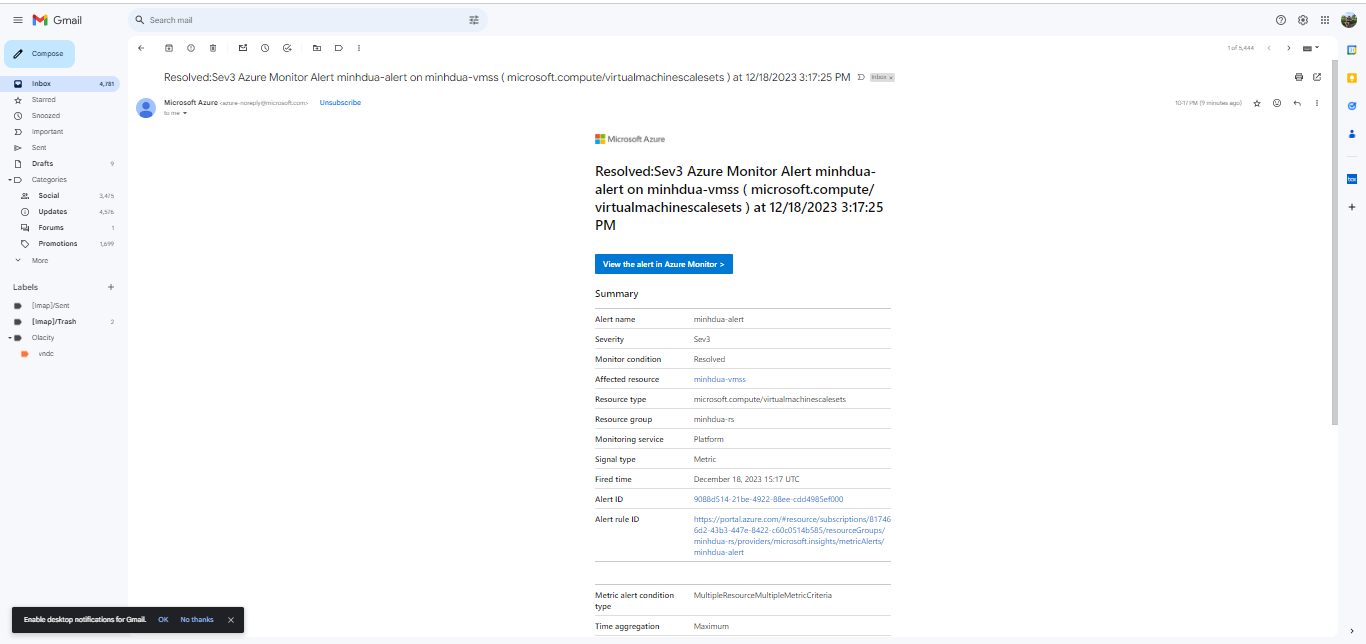 Gmail
Search mail
Compose
1 of 5,444
Inbox 4,781
Starred
Snoozed
Important
Sent
Drafts 9
Categories
Social 3,475
Updates 4,576
Forums 1
Promotions 1,699
More
Labels
[Imap]/Sent
[Imap]/Trash 2
Olacity
vndc
Resolved:Sev3 Azure Monitor Alert minhdua-alert on minhdua-vmss ( microsoft.compute/virtualmachinescalesets ) at 12/18/2023 3:17:25 PM
Inbox x
Microsoft Azure <azure-noreply@microsoft.com> Unsubscribe
10:17 PM (9 minutes ago)
to me
Microsoft Azure
Resolved:Sev3 Azure Monitor Alert minhdua-
alert on minhdua-vmss ( microsoft.compute/
virtualmachinescalesets ) at 12/18/2023 3:17:25
PM
View the alert in Azure Monitor >
Summary
Alert name minhdua-alert
Severity Sev3
Monitor condition Resolved
Affected resource minhdua-vmss
Resource type microsoft.compute/virtualmachinescalesets
Resource group minhdua-rs
Monitoring service Platform
Signal type Metric
Fired time December 18, 2023 15:17 UTC
Alert ID 9088d514-21be-4922-88ee-cdd4985ef000
Alert rule ID https://portal.azure.com/#resource/subscriptions/81746
6d2-43b3-447e-8422-c60c0514b585/resourceGroups/
minhdua-rs/providers/microsoft.insights/metricAlerts/
minhdua-alert
Metric alert condition MultipleResourceMultipleMetricCriteria
type
Time aggregation Maximum
Enable desktop notifications for Gmail. OK No thanks